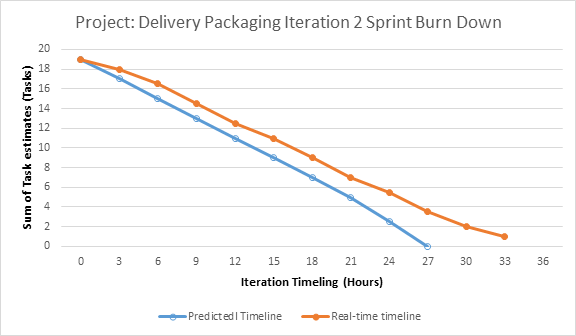 Project: Delivery Packaging Iteration 2 Sprint Burn Down
20
18
16
14
12
10
8
6
4
2
0
Sum of Task estimates (Tasks)
0 3 6 9 12 15 18 21 24 27 30 33 36
Iteration Timeling (Hours)
PredictedI Timeline Real-time timeline